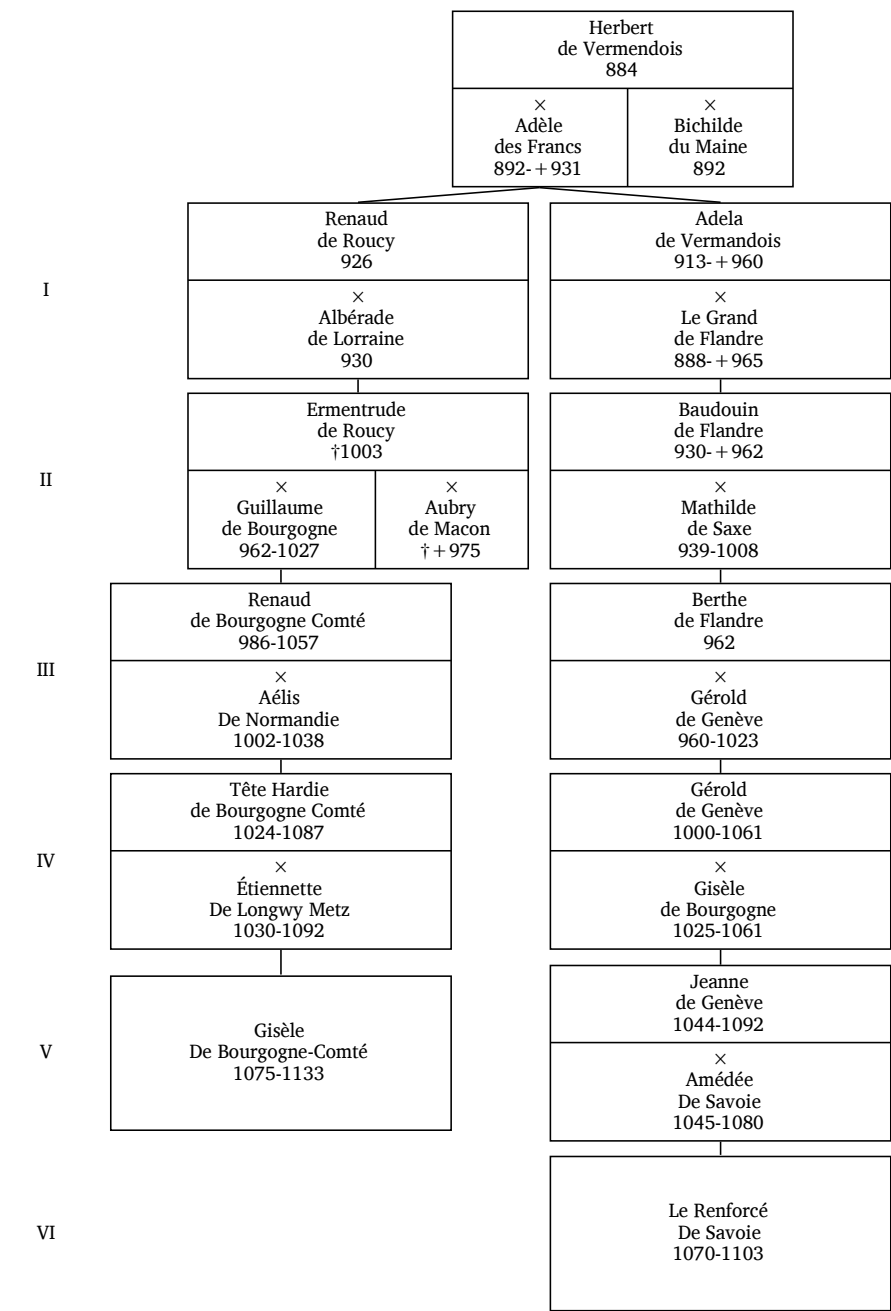 Herbert
de Vermendois
884
×
Adèle
des Francs
892-+931
×
Bichilde
du Maine
892
I
Renaud
de Roucy
926
×
Albérade
de Lorraine
930
Adela
de Vermandois
913-+960
×
Le Grand
de Flandre
888-+965
II
Ermentrude
de Roucy
†1003
×
Guillaume
de Bourgogne
962-1027
×
Aubry
de Macon
†+975
Baudouin
de Flandre
930-+962
×
Mathilde
de Saxe
939-1008
III
Renaud
de Bourgogne Comté
986-1057
×
Aélis
De Normandie
1002-1038
Berthe
de Flandre
962
×
Gérold
de Genève
960-1023
IV
Tête Hardie
de Bourgogne Comté
1024-1087
×
Étiennette
De Longwy Metz
1030-1092
Gérold
de Genève
1000-1061
×
Gisèle
de Bourgogne
1025-1061
V
Gisèle
De Bourgogne-Comté
1075-1133
Jeanne
de Genève
1044-1092
×
Amédée
De Savoie
1045-1080
VI
Le Renforcé
De Savoie
1070-1103